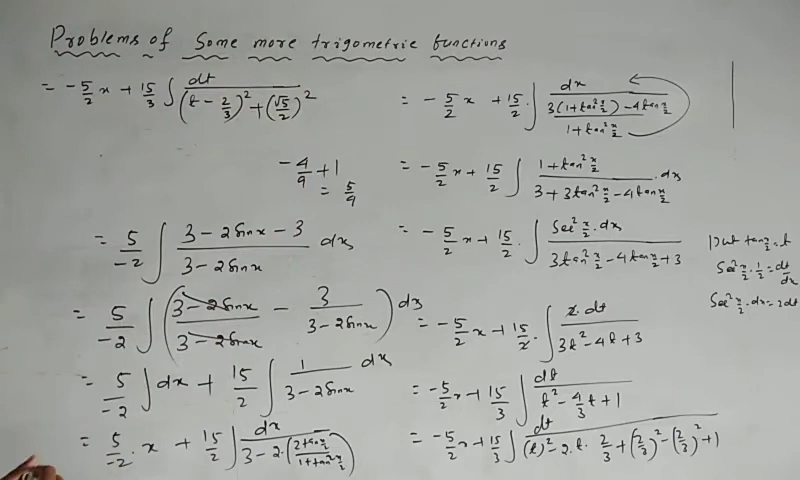 Problems of Some more trigometric functions
= -5/2 x + 15/3 ∫ dt / ((t - 2/3)² + (√5/2)²)
-4/9 + 1
= 5/9
= 5/-2 ∫ (3 - 2Sinx - 3)/(3 - 2Sinx) dx
= 5/-2 ∫ ((3 - 2Sinx)/(3 - 2Sinx) - 3/(3 - 2Sinx)) dx
= 5/-2 ∫ dx + 15/2 ∫ 1/(3 - 2Sinx) dx
= 5/-2 . x + 15/2 ∫ dx / (3 - 2.(2tan x/2 / 1+tan² x/2))
= -5/2 x + 15/2 . ∫ dx / ((3(1+tan² x/2) - 4tan x/2) / (1+tan² x/2))
= -5/2 x + 15/2 ∫ (1+tan² x/2) / (3 + 3tan² x/2 - 4tan x/2) . dx
= -5/2 x + 15/2 . ∫ Sec² x/2 . dx / (3tan² x/2 - 4tan x/2 + 3)
Put tan x/2 = t
Sec² x/2 . 1/2 = dt/dx
Sec² x/2 . dx = 2dt
= -5/2 x + 15/2 . ∫ 2.dt / (3t² - 4t + 3)
= -5/2 x + 15/3 ∫ dt / (t² - 4/3 t + 1)
= -5/2 x + 15/3 ∫ dt / ((t)² - 2.t. 2/3 + (2/3)² - (2/3)² + 1)